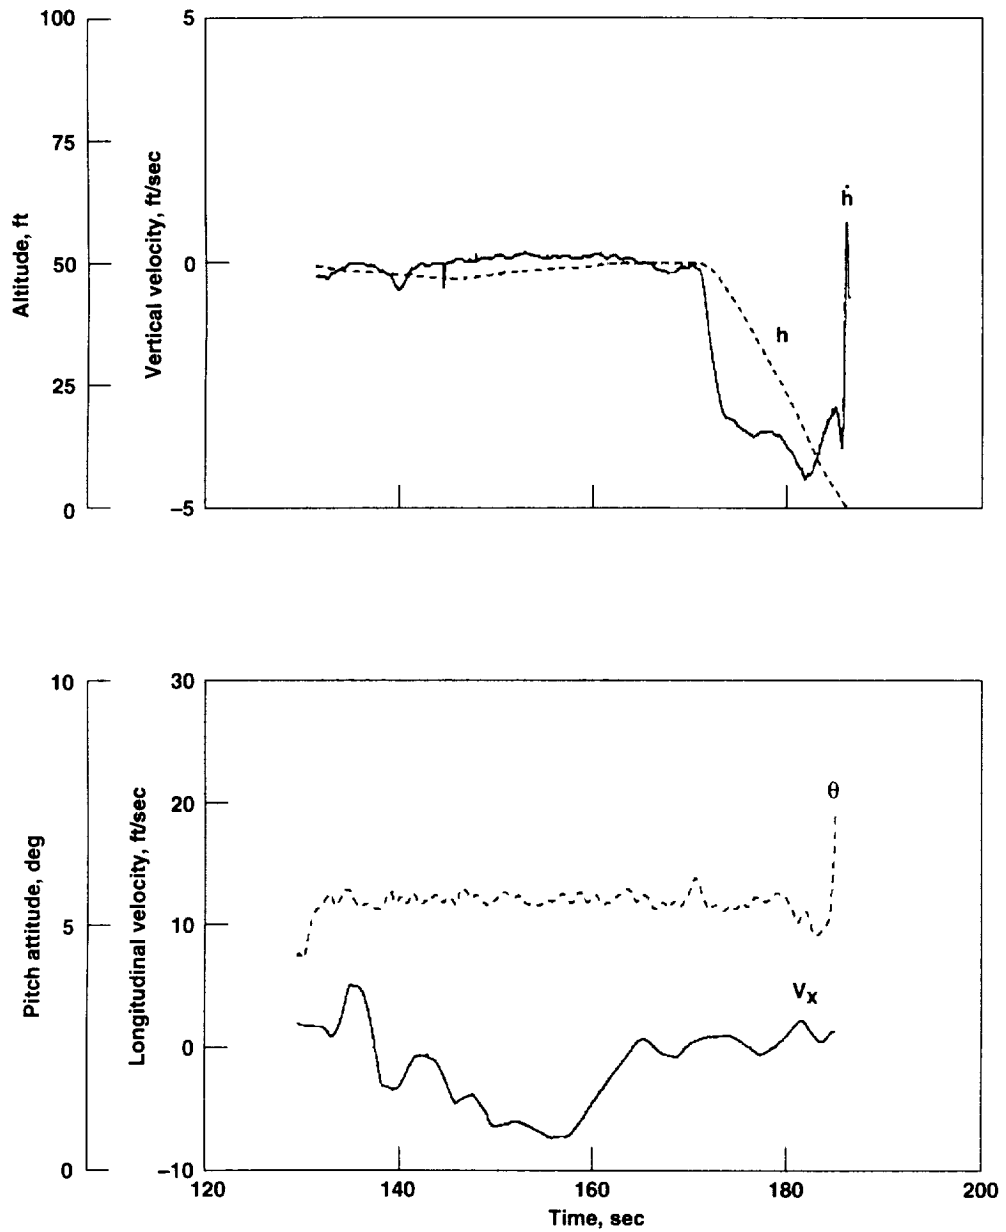 Altitude, ft
100
75
50
25
0
Vertical velocity, ft/sec
5
0
–5
ḣ
h
Pitch attitude, deg
10
5
0
Longitudinal velocity, ft/sec
30
20
10
0
–10
θ
Vx
120
140
160
180
200
Time, sec